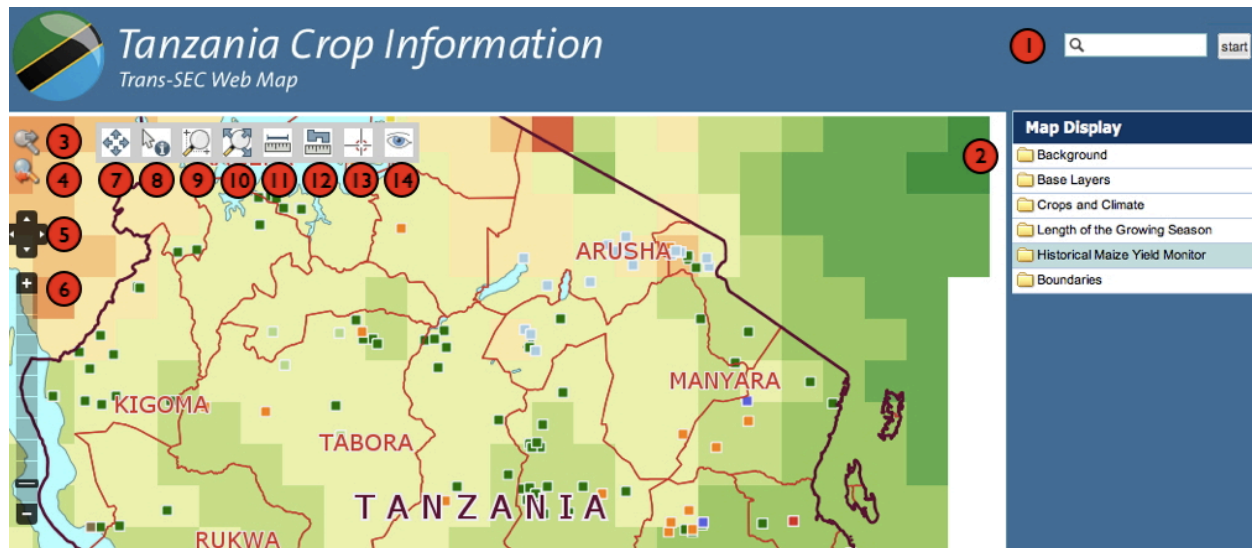 Tanzania Crop Information
Trans-SEC Web Map
1
start
Map Display
2
Background
Base Layers
Crops and Climate
Length of the Growing Season
Historical Maize Yield Monitor
Boundaries
3
4
7 8 9 10 11 12 13 14
5
6
ARUSHA
MANYARA
KIGOMA
TABORA
TANZANIA
RUKWA